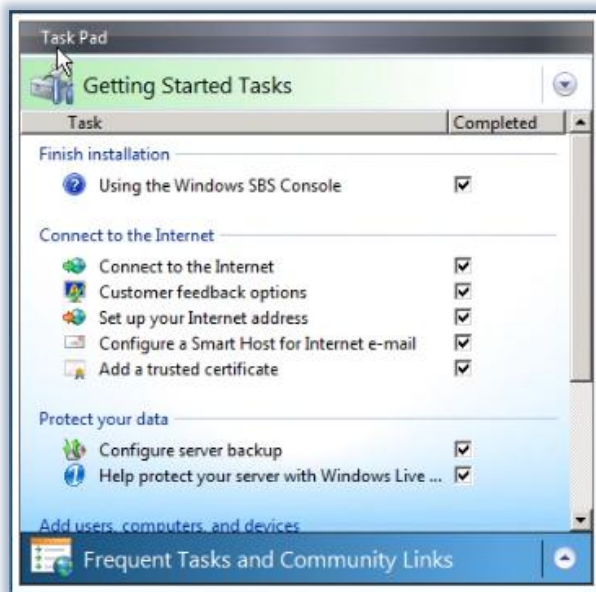 Task Pad
Getting Started Tasks
Task Completed
Finish installation
Using the Windows SBS Console
Connect to the Internet
Connect to the Internet
Customer feedback options
Set up your Internet address
Configure a Smart Host for Internet e-mail
Add a trusted certificate
Protect your data
Configure server backup
Help protect your server with Windows Live ...
Add users, computers, and devices
Frequent Tasks and Community Links